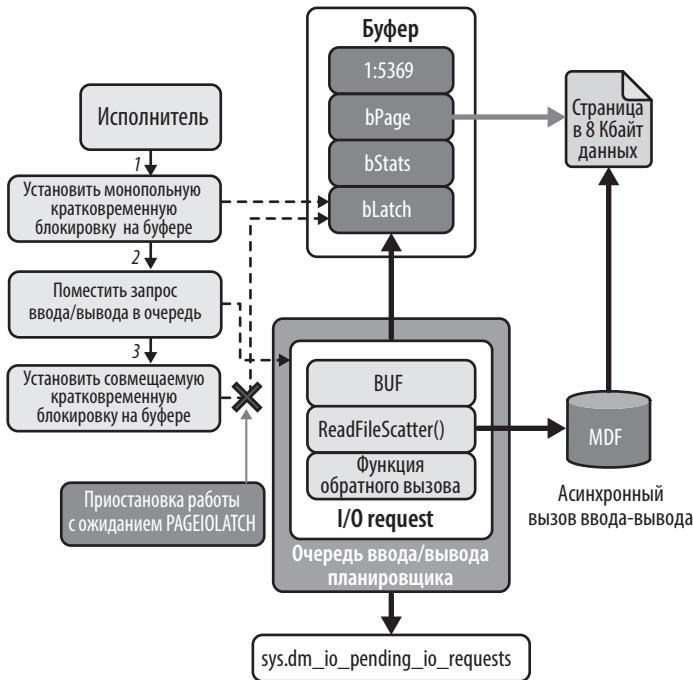 Буфер
1:5369
bPage
bStats
bLatch
Страница
в 8 Кбайт
данных
Исполнитель
1
Установить монопольную
кратковременную
блокировку на буфере
2
Поместить запрос
ввода/вывода в очередь
3
Установить совмещаемую
кратковременную
блокировку на буфере
Приостановка работы
с ожиданием PAGEIOLATCH
BUF
ReadFileScatter()
Функция
обратного вызова
I/O request
Очередь ввода/вывода
планировщика
MDF
Асинхронный
вызов ввода-вывода
sys.dm_io_pending_io_requests